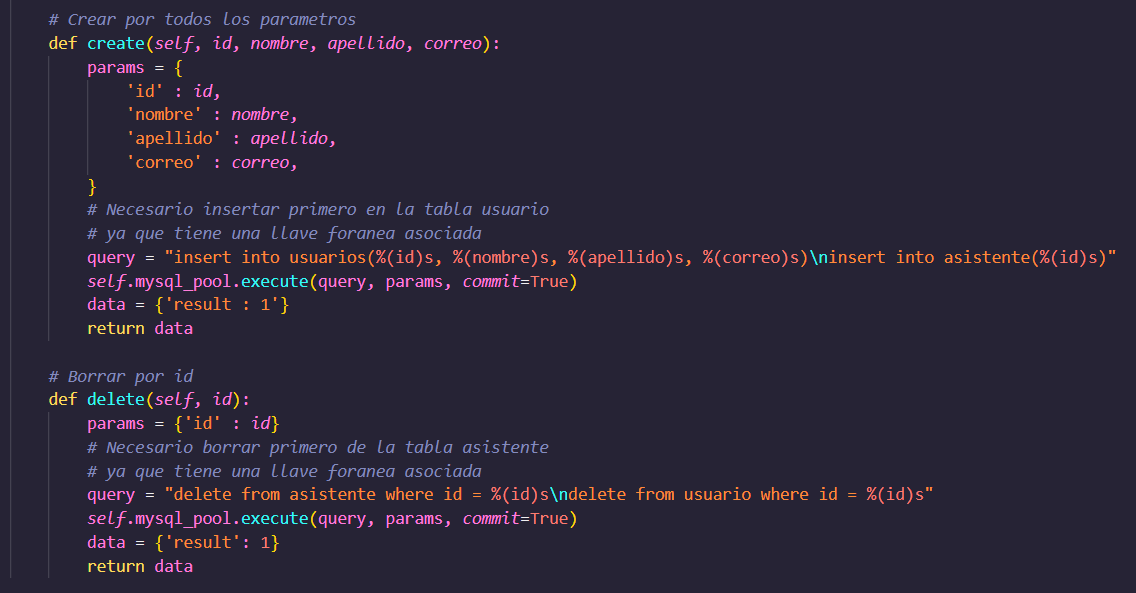 # Crear por todos los parametros
def create(self, id, nombre, apellido, correo):
params = {
'id' : id,
'nombre' : nombre,
'apellido' : apellido,
'correo' : correo,
}
# Necesario insertar primero en la tabla usuario
# ya que tiene una llave foranea asociada
query = "insert into usuarios(%(id)s, %(nombre)s, %(apellido)s, %(correo)s)\ninsert into asistente(%(id)s)"
self.mysql_pool.execute(query, params, commit=True)
data = {'result : 1'}
return data
# Borrar por id
def delete(self, id):
params = {'id' : id}
# Necesario borrar primero de la tabla asistente
# ya que tiene una llave foranea asociada
query = "delete from asistente where id = %(id)s\ndelete from usuario where id = %(id)s"
self.mysql_pool.execute(query, params, commit=True)
data = {'result': 1}
return data